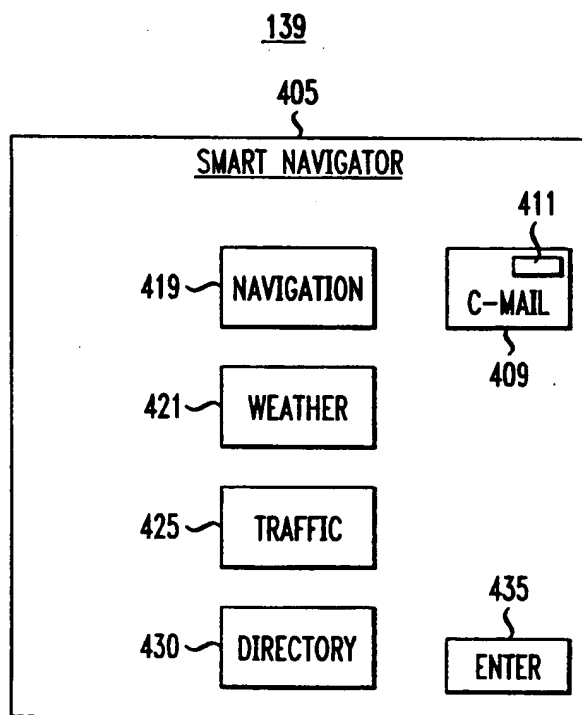 139
405
SMART NAVIGATOR
411
419 NAVIGATION C-MAIL
409
421 WEATHER
425 TRAFFIC
435
430 DIRECTORY ENTER